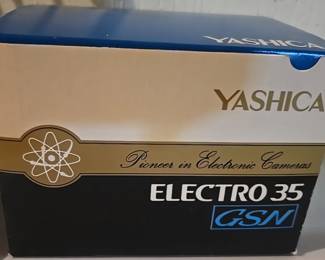 YASHICA
YASHICA
Pioneer in Electronic Cameras
ELECTRO 35
GSN